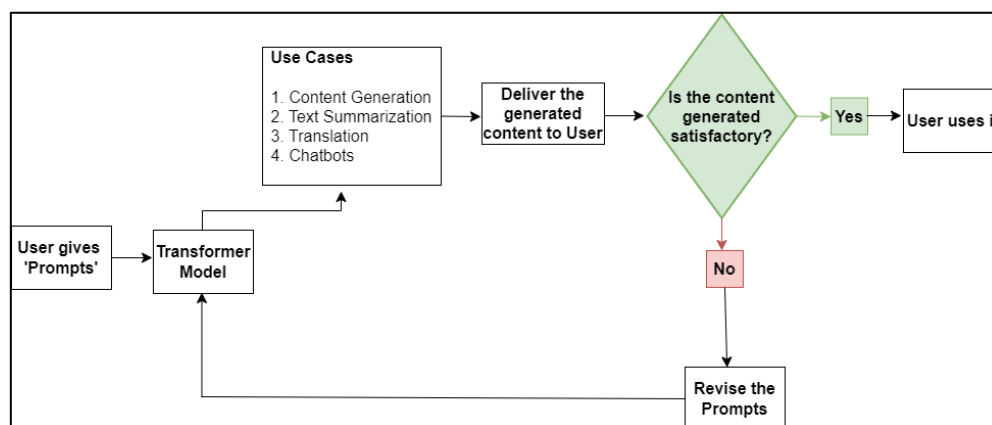 Use Cases
1. Content Generation
2. Text Summarization
3. Translation
4. Chatbots
Deliver the
generated
content to User
Is the content
generated
satisfactory?
Yes
User uses i
User gives
'Prompts'
Transformer
Model
No
Revise the
Prompts